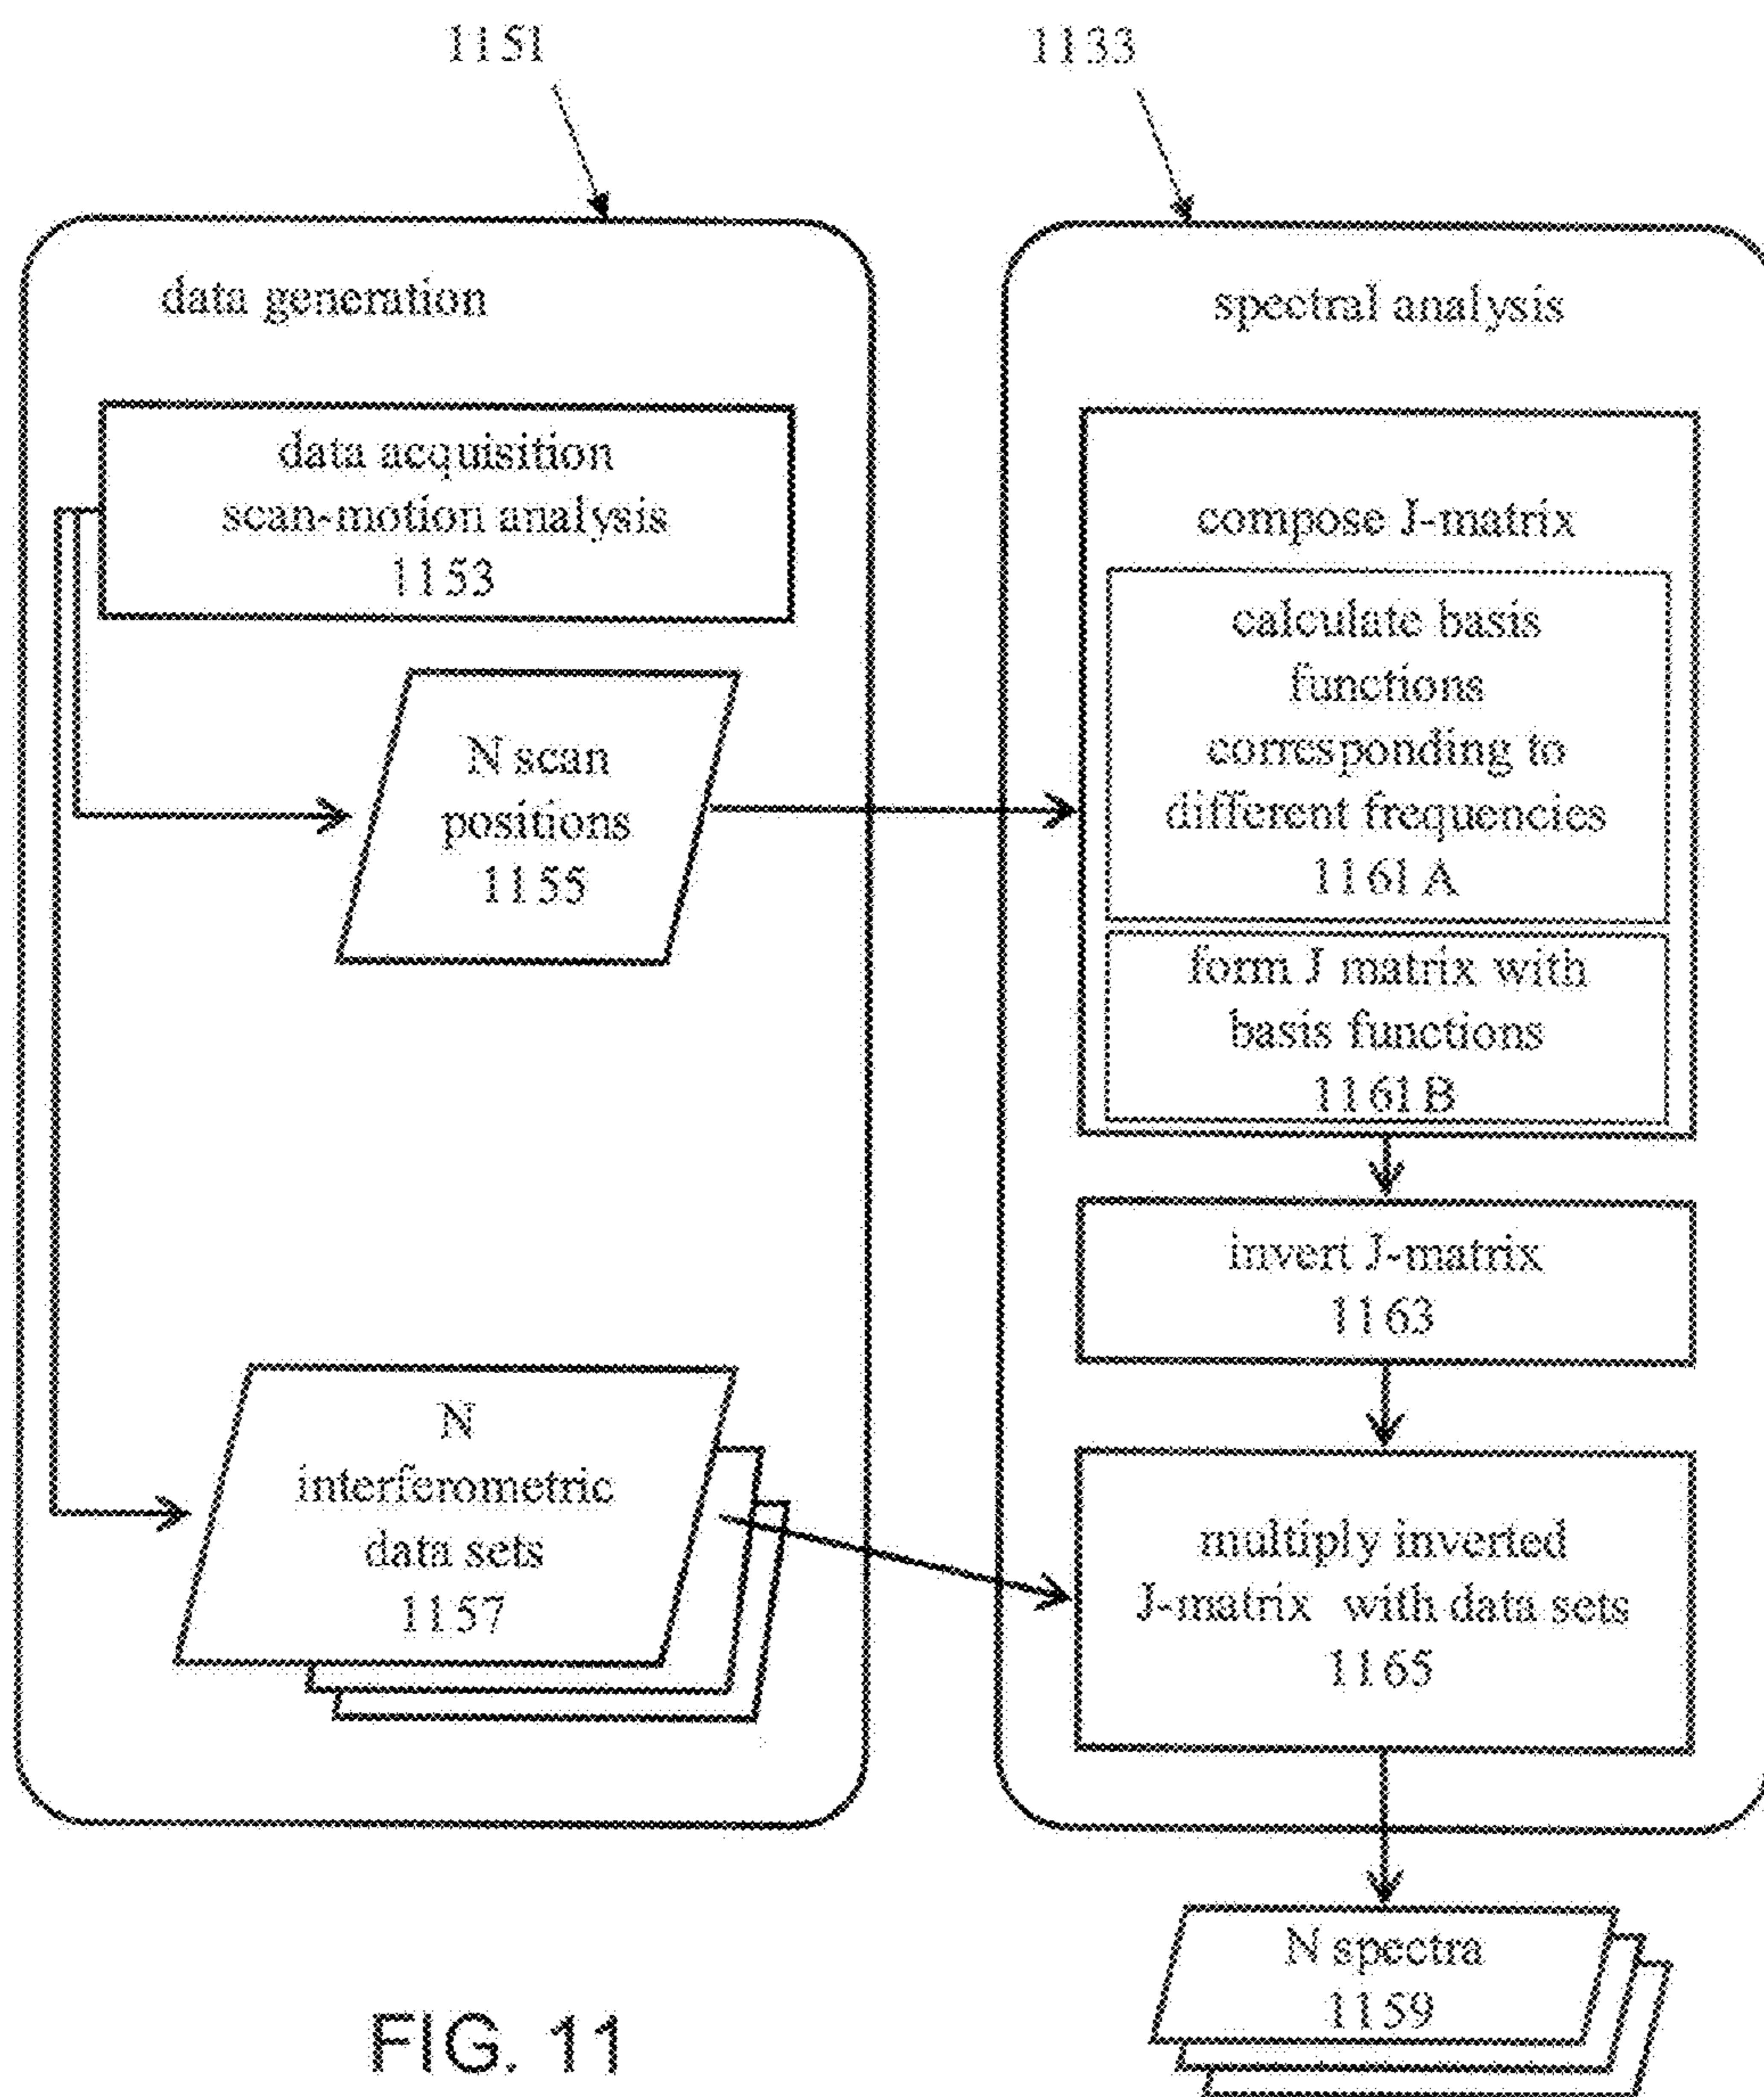 1151
1133
data generation
data acquisition
scan-motion analysis
1153
N scan
positions
1155
N
interferometric
data sets
1157
spectral analysis
compose J-matrix
calculate basis
functions
corresponding to
different frequencies
1161A
form J matrix with
basis functions
1161B
invert J-matrix
1163
multiply inverted
J-matrix with data sets
1165
N spectra
1159
FIG. 11